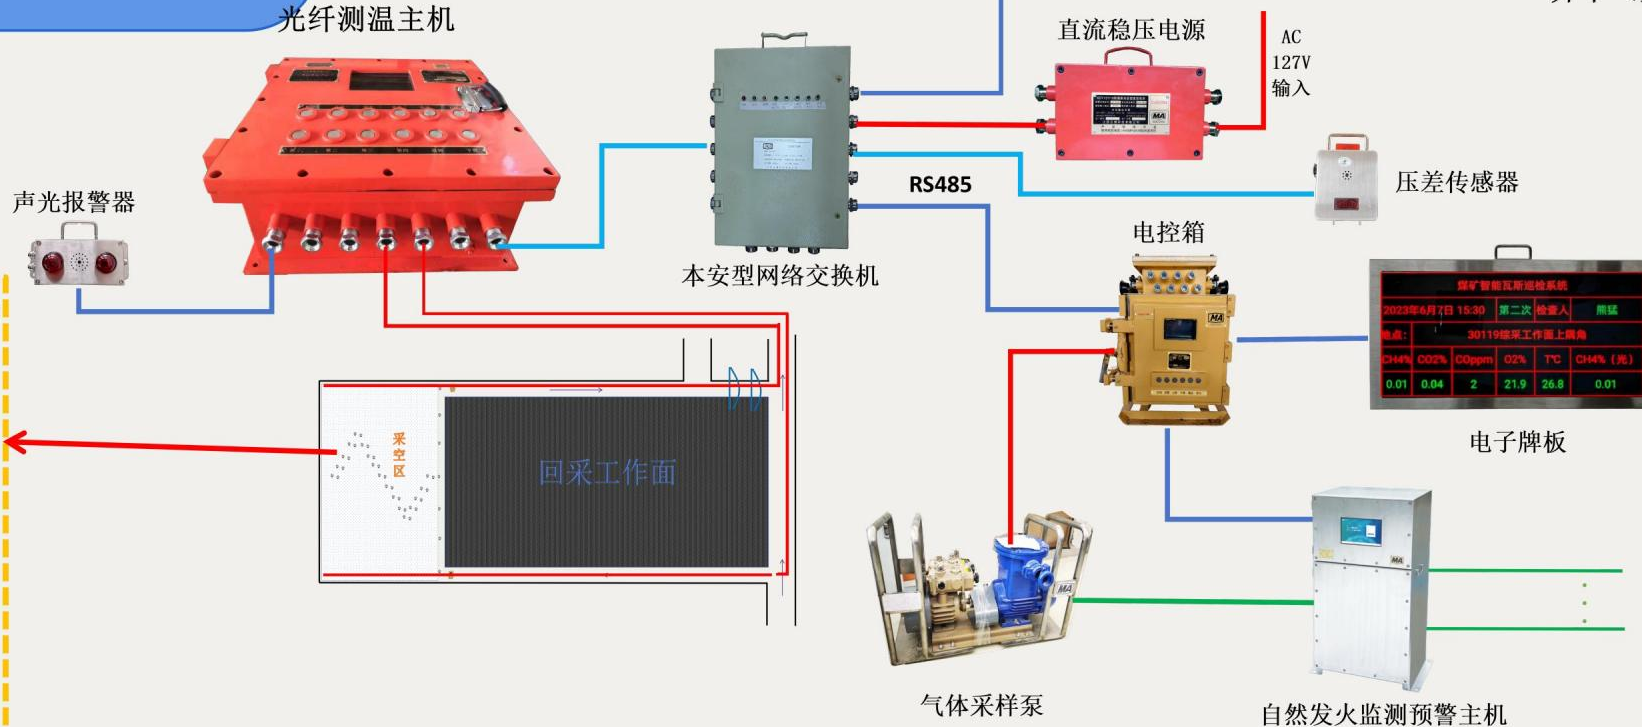 光纤测温主机
直流稳压电源
AC
127V
输入
MA
RS485
压差传感器
声光报警器
本安型网络交换机
电控箱
MA
煤矿智能瓦斯巡检系统
2023年6月7日 15:30 第二次 检查人 熊猛
地点: 30119综采工作面上隅角
CH4% CO2% COppm O2% T℃ CH4% (光)
0.01 0.04 2 21.9 26.8 0.01
电子牌板
采
空
区
回采工作面
MA
MA
气体采样泵
自然发火监测预警主机